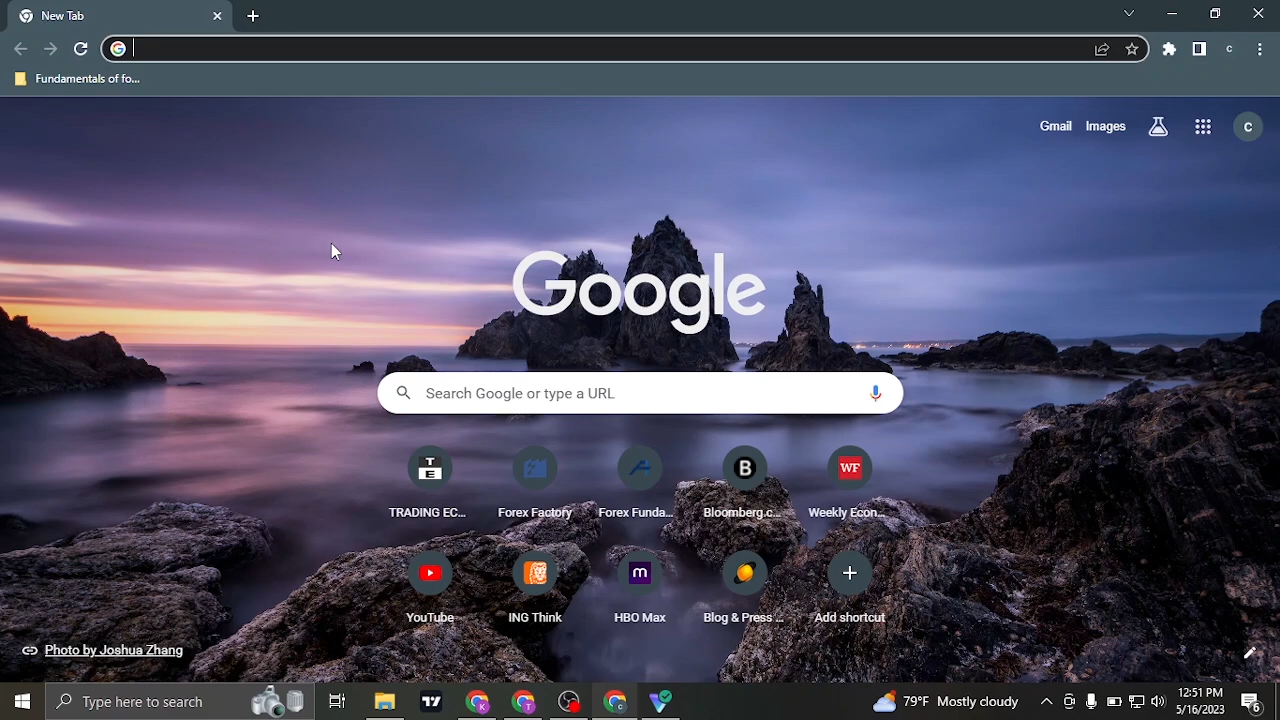 New Tab
Fundamentals of fo...
Gmail Images
C
Google
Search Google or type a URL
T E
B
WF
TRADING EC... Forex Factory Forex Funda... Bloomberg.c... Weekly Econ...
m
YouTube ING Think HBO Max Blog & Press ... Add shortcut
Photo by Joshua Zhang
Type here to search
K
T
C
79°F Mostly cloudy
12:51 PM
5/16/2023
6